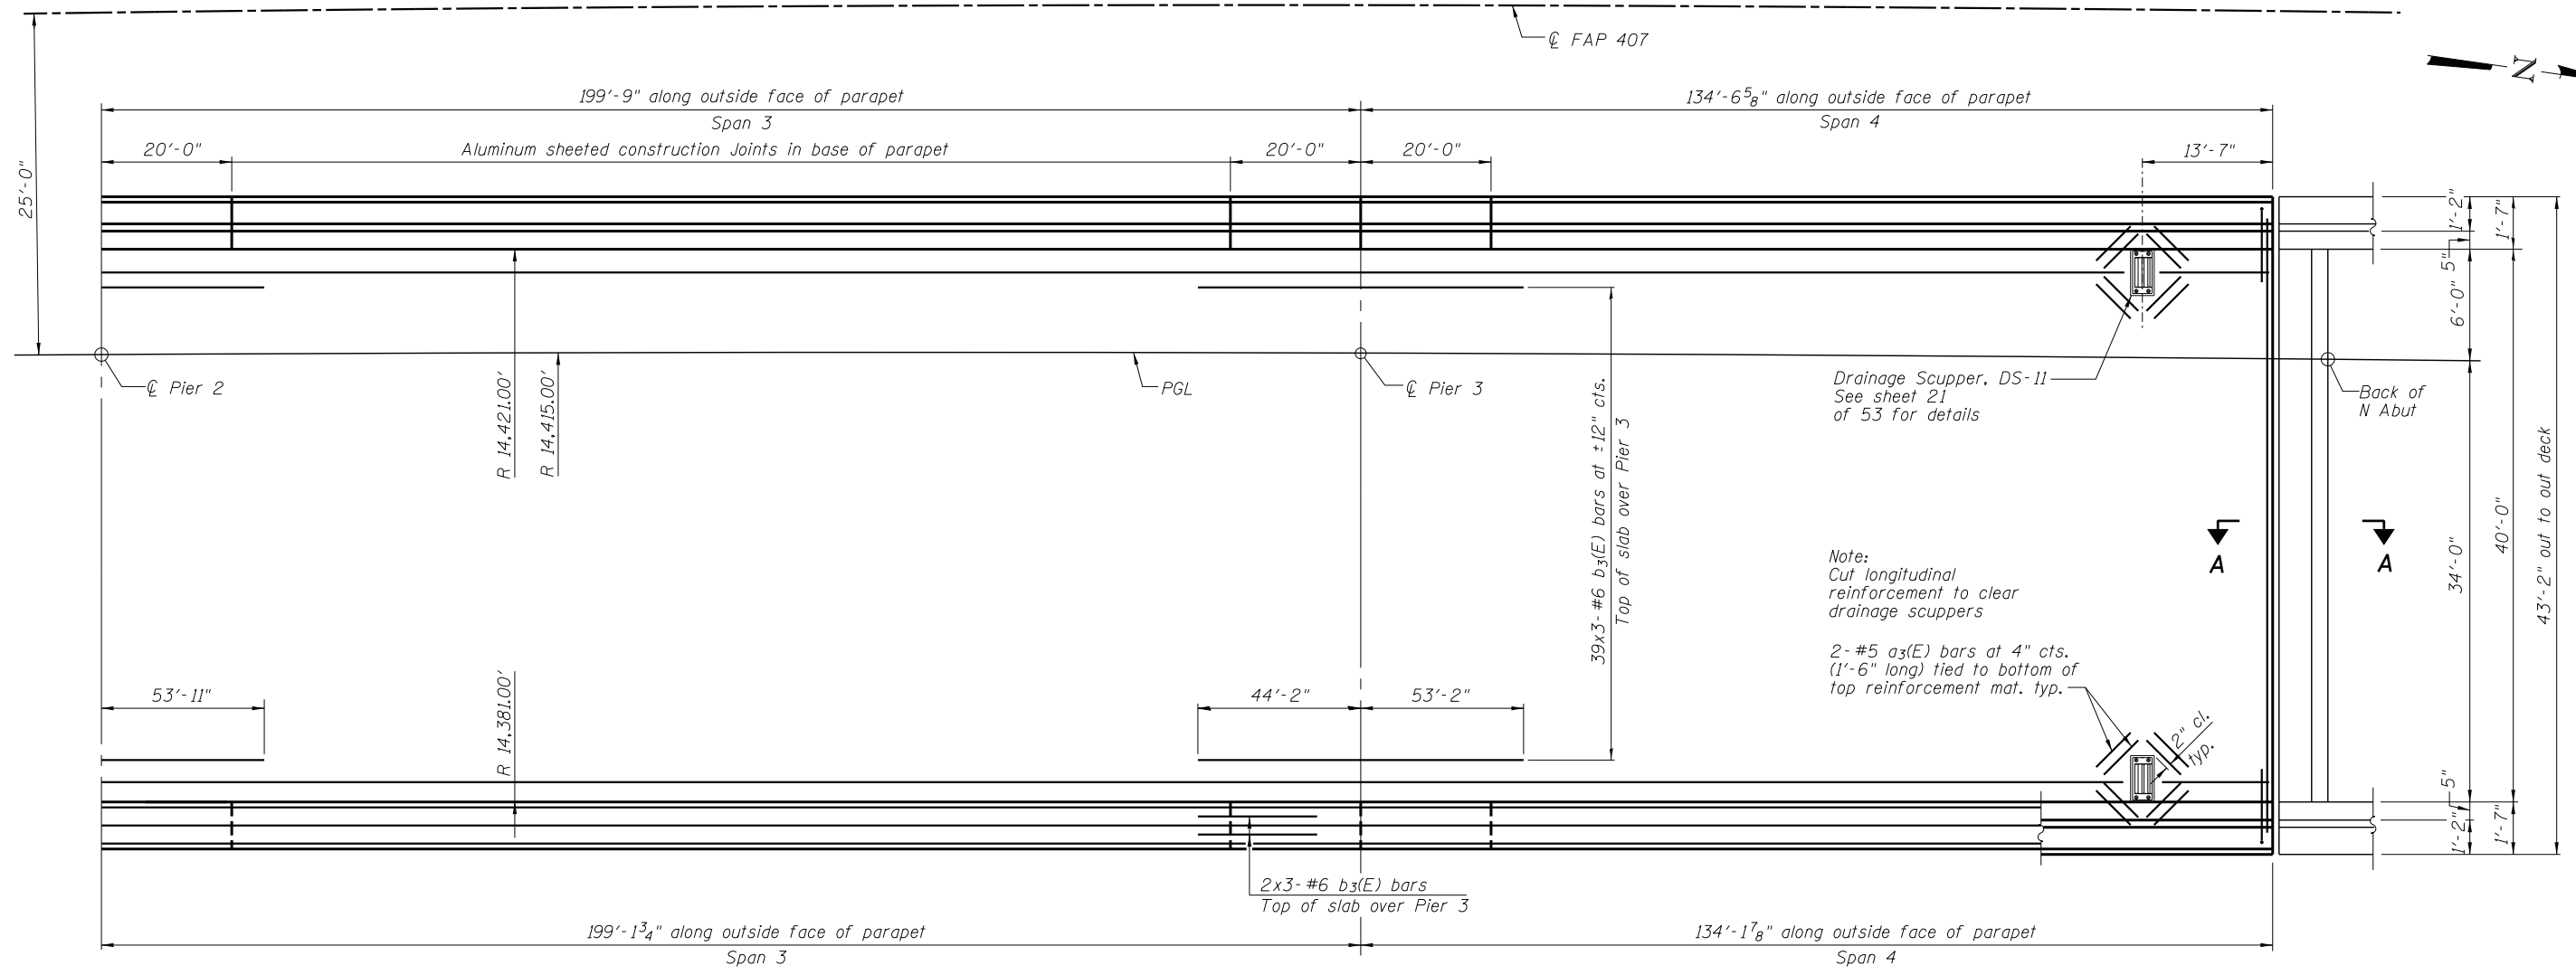 ℄ FAP 407
N
199'-9" along outside face of parapet
Span 3
134'-6 5/8" along outside face of parapet
Span 4
20'-0"
Aluminum sheeted construction Joints in base of parapet
20'-0"
20'-0"
13'-7"
25'-0"
1'-2"
1'-7"
5"
6'-0"
℄ Pier 2
R 14,421.00'
R 14,415.00'
PGL
℄ Pier 3
39x3-#6 b3(E) bars at ±12" cts.
Top of slab over Pier 3
Drainage Scupper, DS-11
See sheet 21
of 53 for details
Back of
N Abut
A
A
34'-0"
40'-0"
43'-2" out to out deck
Note:
Cut longitudinal
reinforcement to clear
drainage scuppers
2-#5 a3(E) bars at 4" cts.
(1'-6" long) tied to bottom of
top reinforcement mat. typ.
53'-11"
R 14,381.00'
44'-2"
53'-2"
2" cl.
typ.
5"
1'-2"
1'-7"
2x3-#6 b3(E) bars
Top of slab over Pier 3
199'-1 3/4" along outside face of parapet
Span 3
134'-1 7/8" along outside face of parapet
Span 4